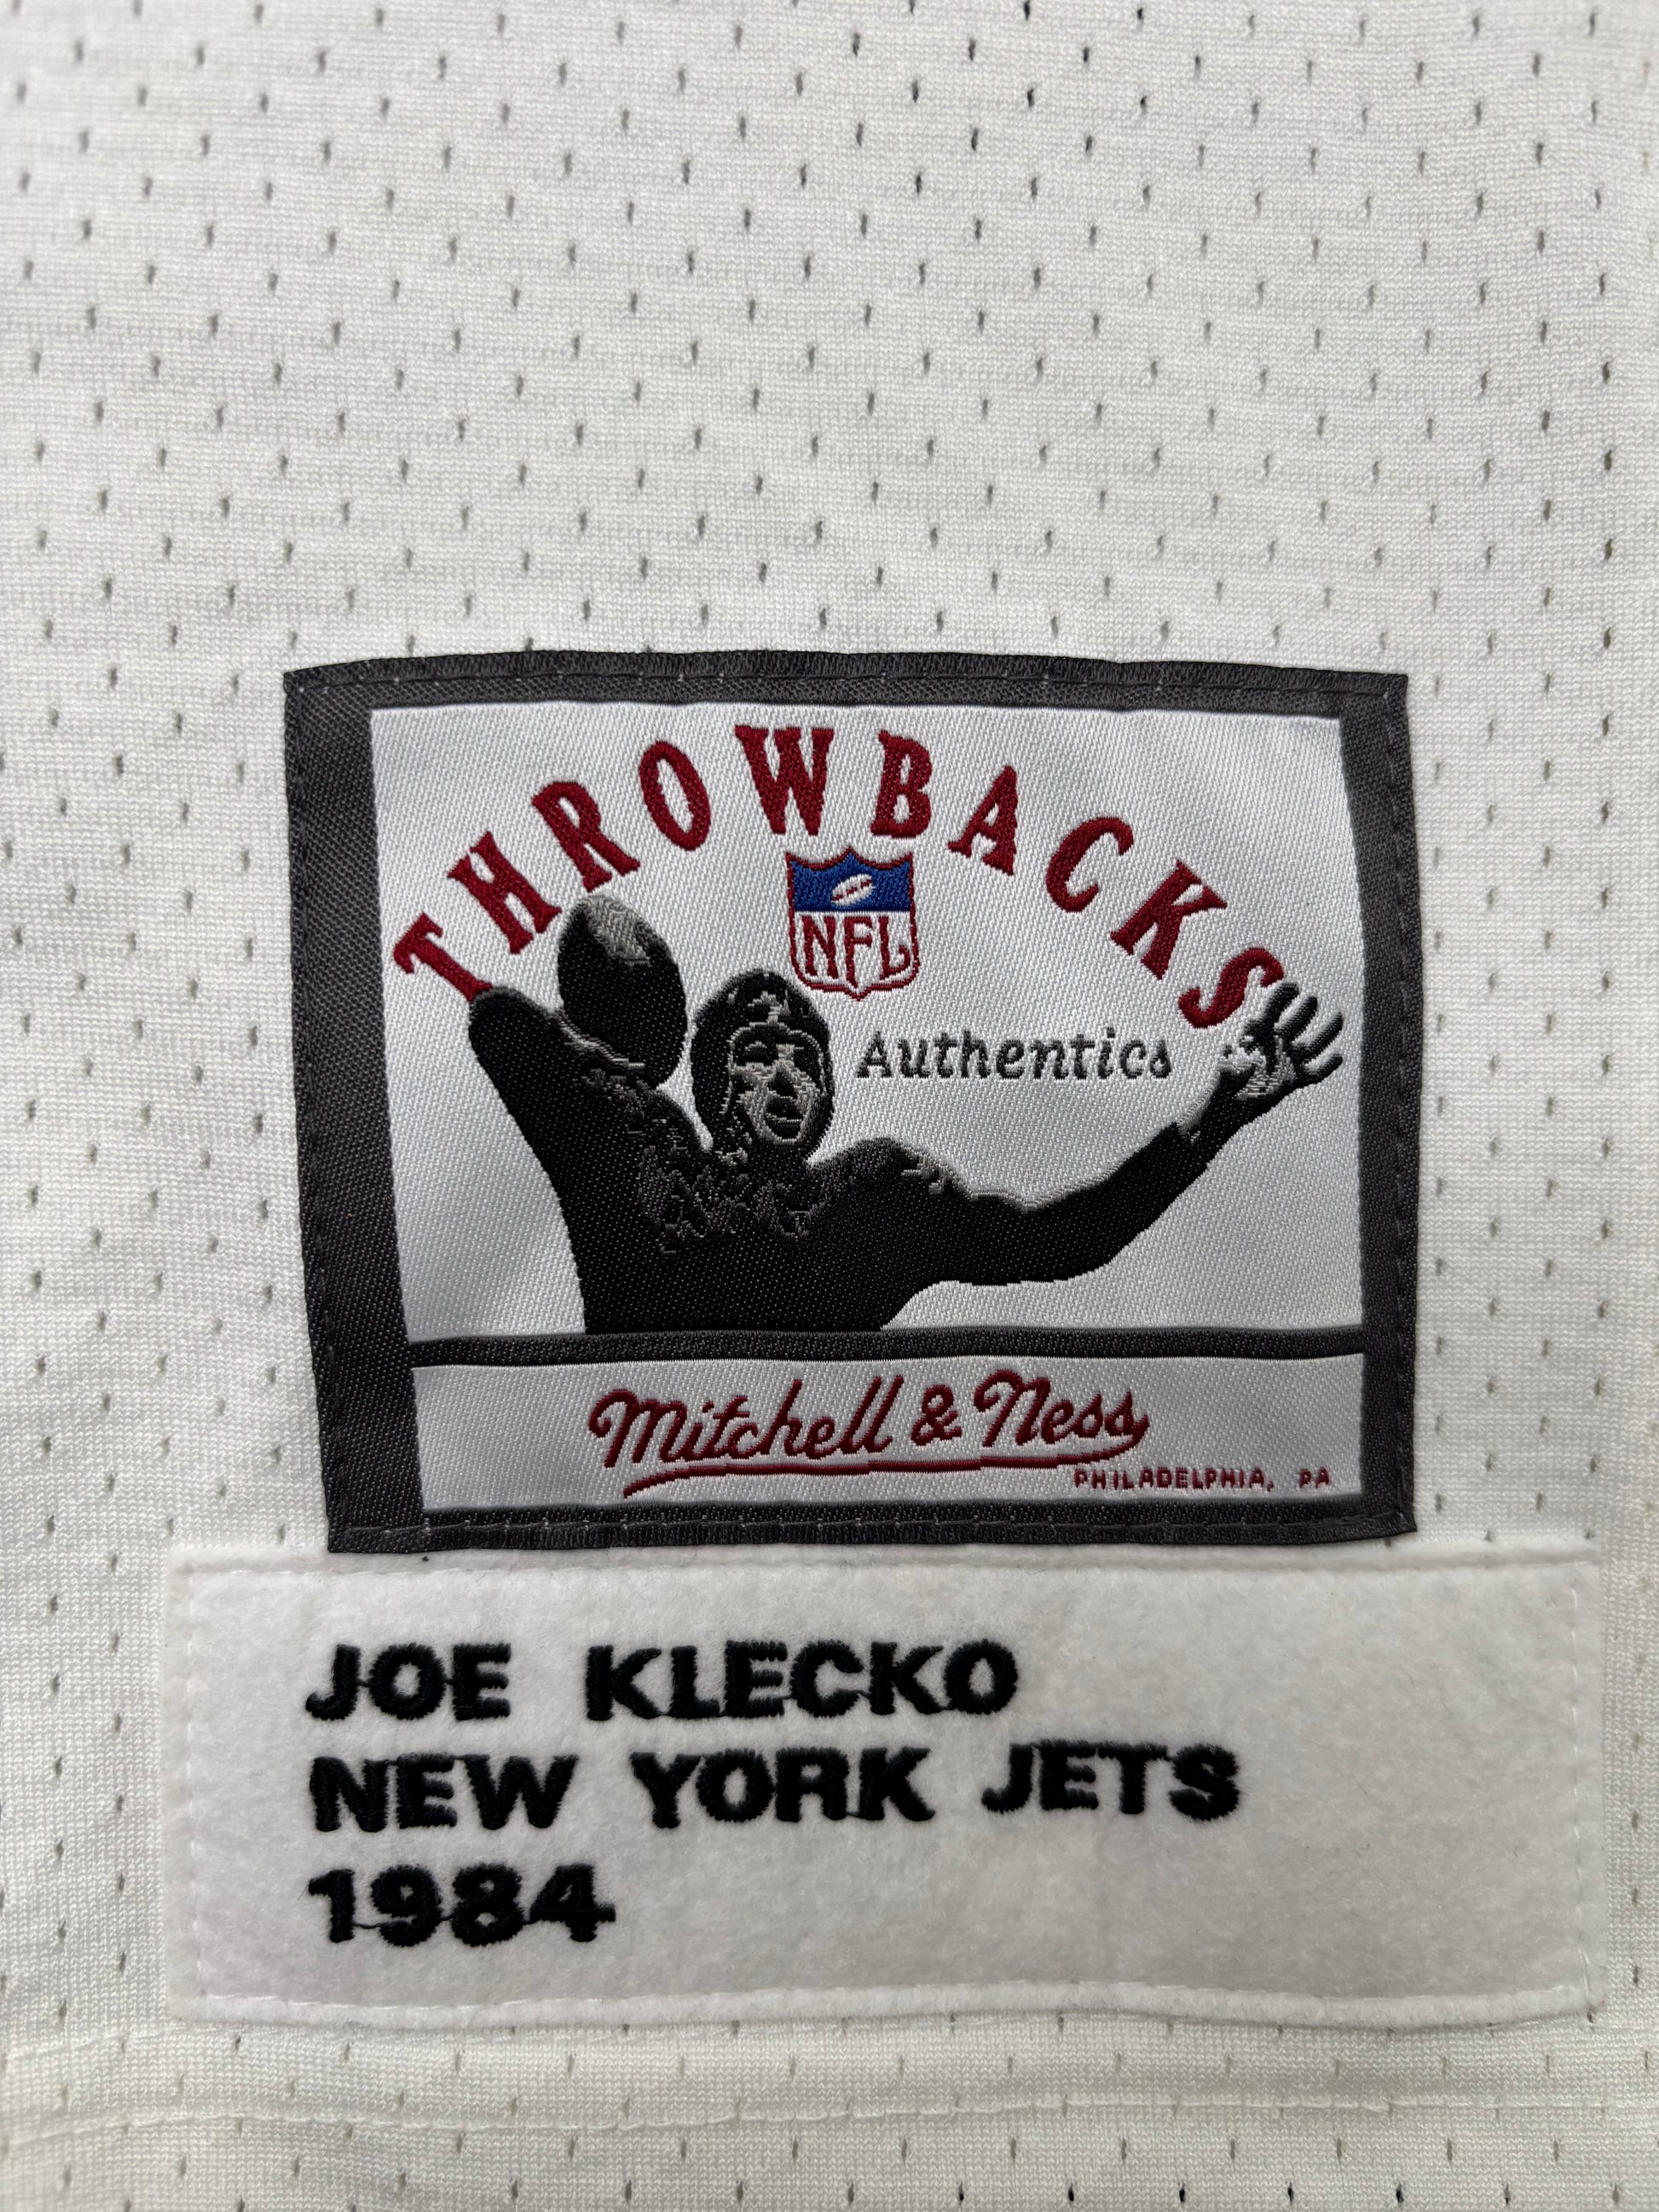 THROWBACKS
NFL
Authentics
Mitchell & Ness
PHILADELPHIA, PA
JOE KLECKO
NEW YORK JETS
1984